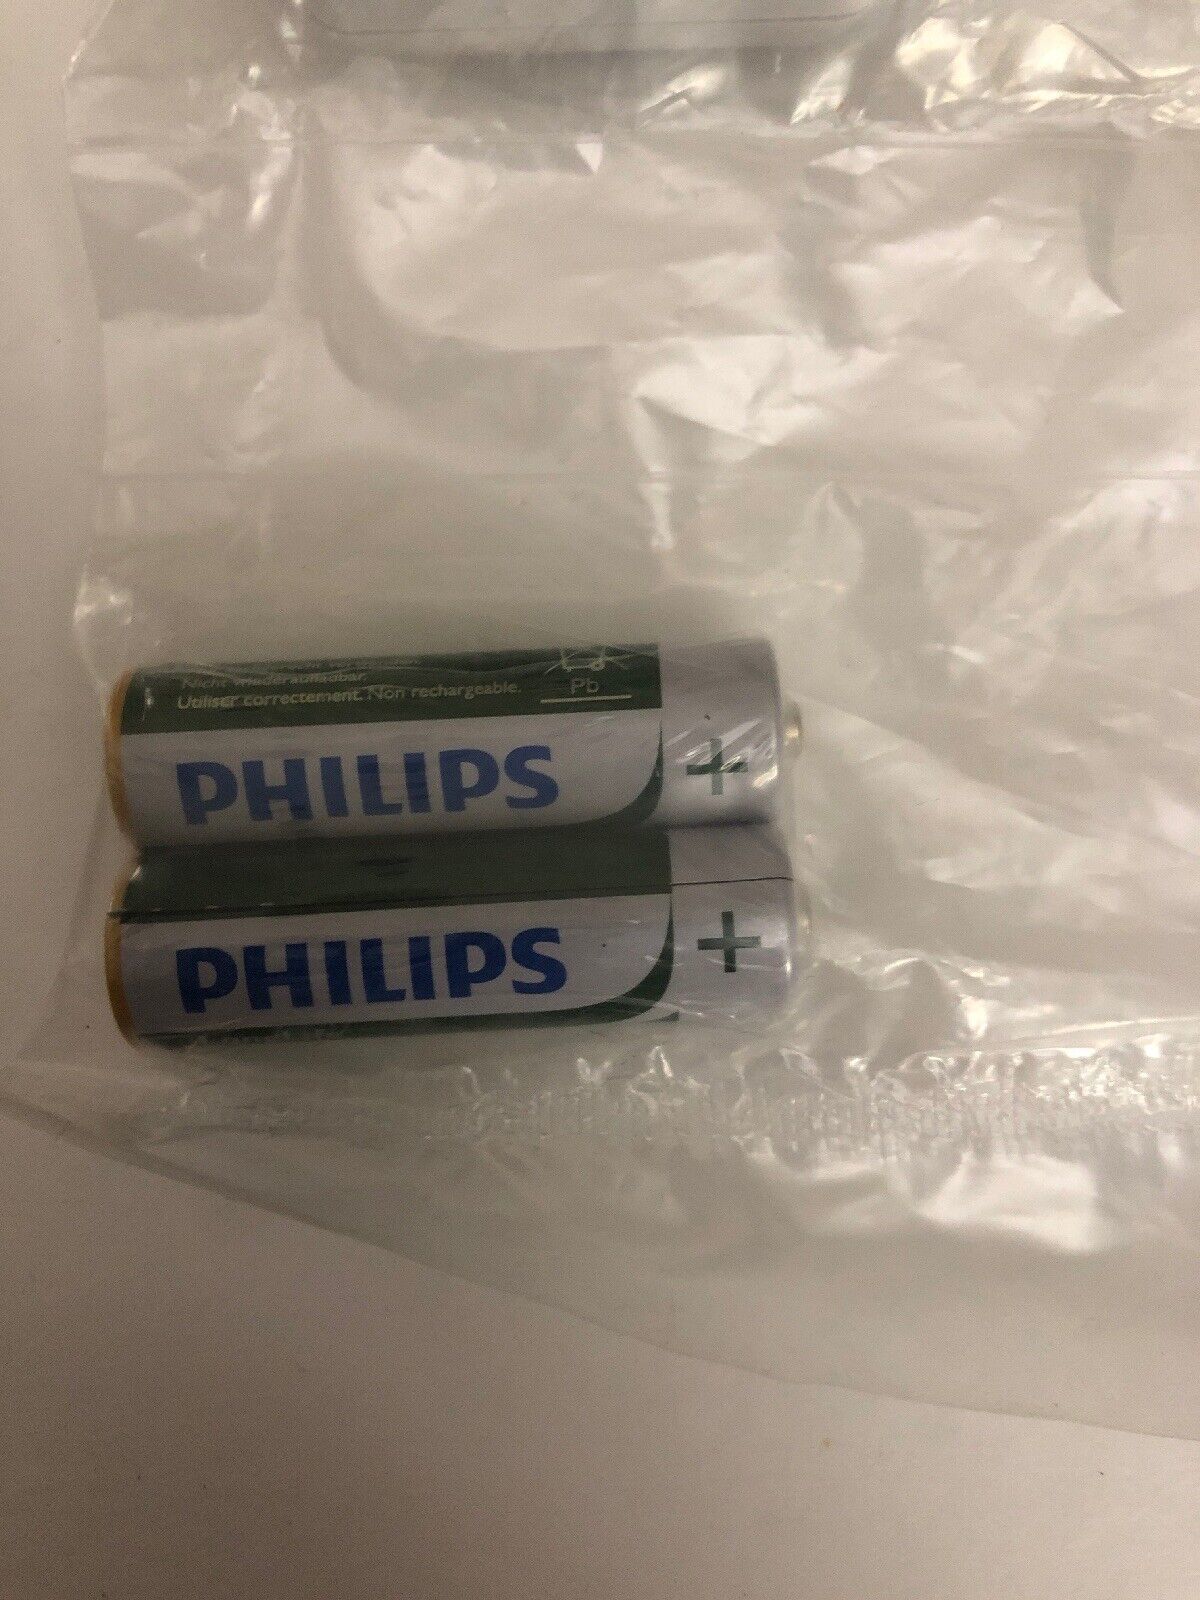 Nicht wiederaufladbar.
Utiliser correctement. Non rechargeable.
Pb
PHILIPS
+
PHILIPS
+